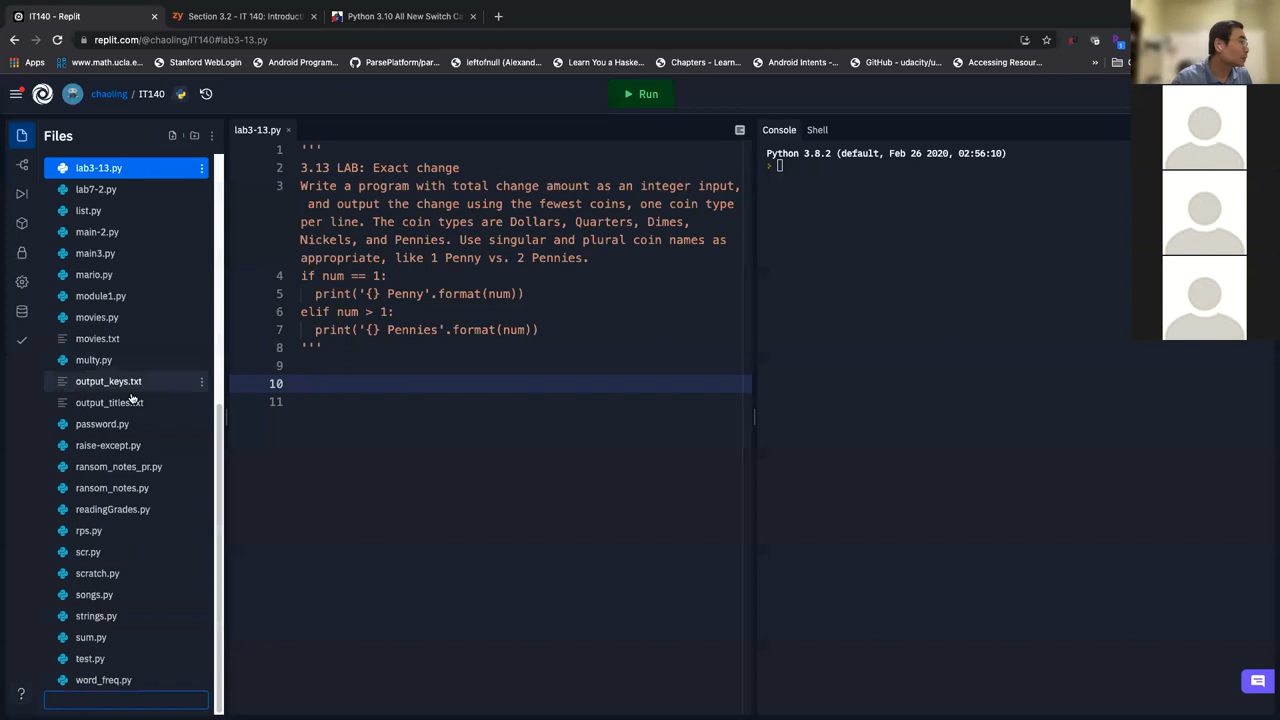 IT140 - Replit
Section 3.2 - IT 140: Introducti
Python 3.10 All New Switch Ca
replit.com/@chaoling/IT140#lab3-13.py
Apps
www.math.ucla.e...
Stanford WebLogin
Android Program...
ParsePlatform/par...
leftofnull (Alexand...
Learn You a Haske...
Chapters - Learn...
Android Intents -...
GitHub - udacity/u...
Accessing Resour...
chaoling / IT140
Run
Files
lab3-13.py
lab7-2.py
list.py
main-2.py
main3.py
mario.py
module1.py
movies.py
movies.txt
multy.py
output_keys.txt
output_titles.txt
password.py
raise-except.py
ransom_notes_pr.py
ransom_notes.py
readingGrades.py
rps.py
scr.py
scratch.py
songs.py
strings.py
sum.py
test.py
word_freq.py
lab3-13.py
1 '''
2 3.13 LAB: Exact change
3 Write a program with total change amount as an integer input,
and output the change using the fewest coins, one coin type
per line. The coin types are Dollars, Quarters, Dimes,
Nickels, and Pennies. Use singular and plural coin names as
appropriate, like 1 Penny vs. 2 Pennies.
4 if num == 1:
5 print('{} Penny'.format(num))
6 elif num > 1:
7 print('{} Pennies'.format(num))
8 '''
9
10
11
Console
Shell
Python 3.8.2 (default, Feb 26 2020, 02:56:10)